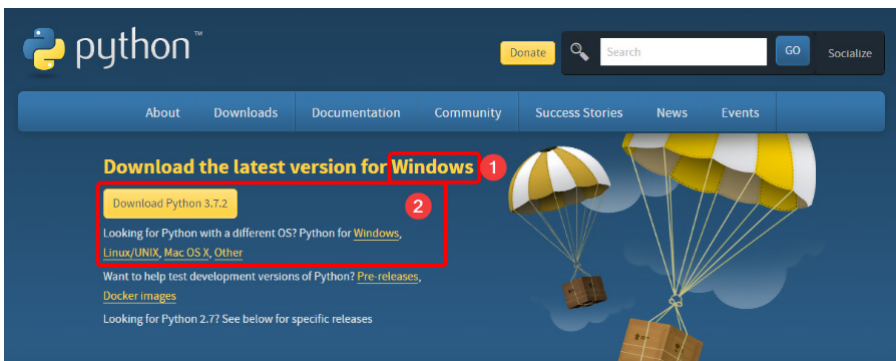 python™
Donate
Search
GO
Socialize
About Downloads Documentation Community Success Stories News Events
Download the latest version for Windows 1
Download Python 3.7.2
2
Looking for Python with a different OS? Python for Windows,
Linux/UNIX, Mac OS X, Other
Want to help test development versions of Python? Pre-releases,
Docker images
Looking for Python 2.7? See below for specific releases